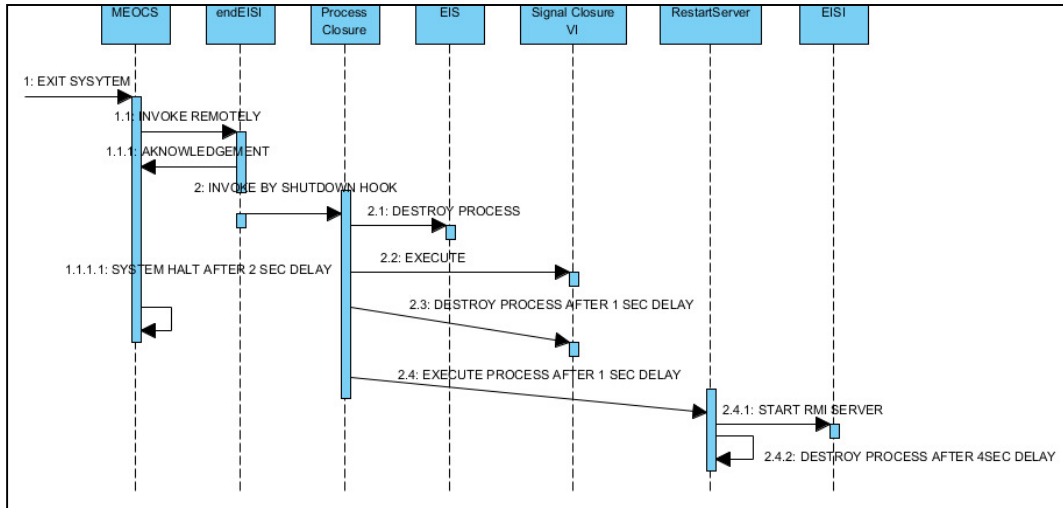 MEOCS
endEISI
Process
Closure
EIS
Signal Closure
VI
RestartServer
EISI
1: EXIT SYSYTEM
1.1: INVOKE REMOTELY
1.1.1: AKNOWLEDGEMENT
2: INVOKE BY SHUTDOWN HOOK
2.1: DESTROY PROCESS
2.2: EXECUTE
1.1.1.1: SYSTEM HALT AFTER 2 SEC DELAY
2.3: DESTROY PROCESS AFTER 1 SEC DELAY
2.4: EXECUTE PROCESS AFTER 1 SEC DELAY
2.4.1: START RMI SERVER
2.4.2: DESTROY PROCESS AFTER 4SEC DELAY